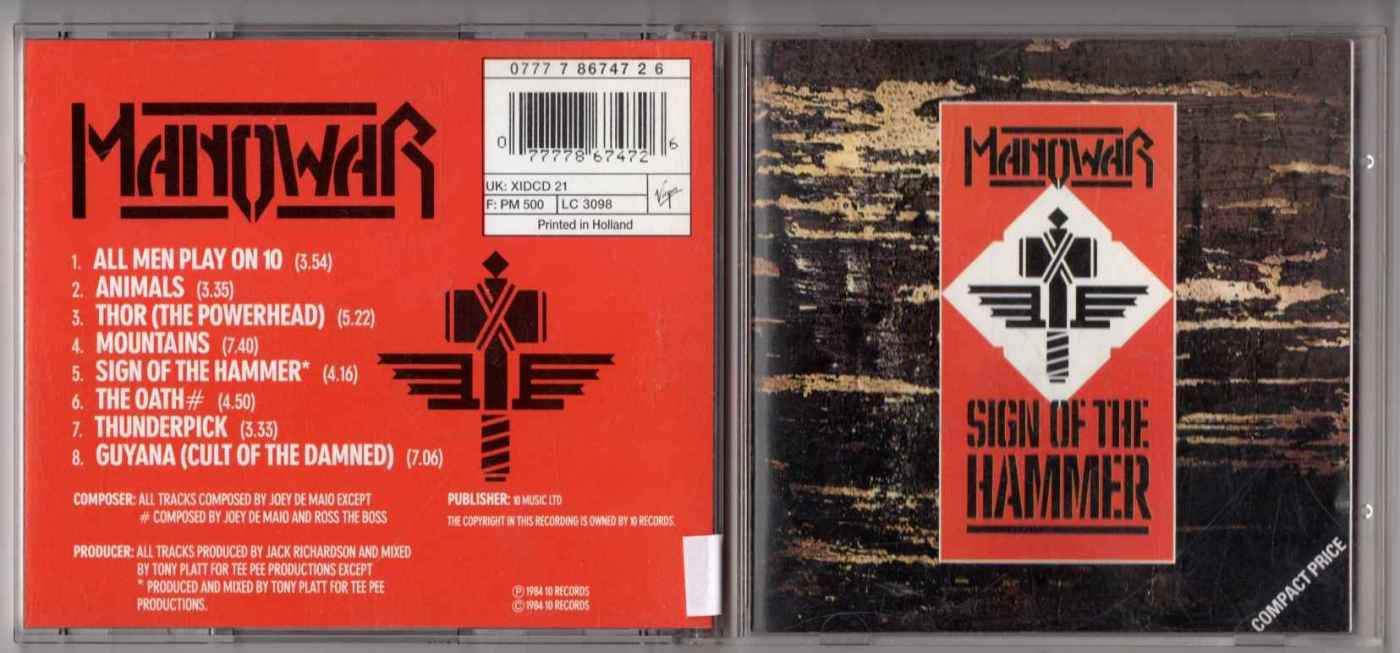 MANOWAR
0777 7 86747 2 6
0 77778 67472 6
UK: XIDCD 21
F: PM 500 LC 3098
Virgin
Printed in Holland
1. ALL MEN PLAY ON 10 (3.54)
2. ANIMALS (3.35)
3. THOR (THE POWERHEAD) (5.22)
4. MOUNTAINS (7.40)
5. SIGN OF THE HAMMER* (4.16)
6. THE OATH# (4.50)
7. THUNDERPICK (3.33)
8. GUYANA (CULT OF THE DAMNED) (7.06)
COMPOSER: ALL TRACKS COMPOSED BY JOEY DE MAIO EXCEPT
# COMPOSED BY JOEY DE MAIO AND ROSS THE BOSS
PRODUCER: ALL TRACKS PRODUCED BY JACK RICHARDSON AND MIXED
BY TONY PLATT FOR TEE PEE PRODUCTIONS EXCEPT
* PRODUCED AND MIXED BY TONY PLATT FOR TEE PEE
PRODUCTIONS.
PUBLISHER: 10 MUSIC LTD
THE COPYRIGHT IN THIS RECORDING IS OWNED BY 10 RECORDS.
Ⓟ 1984 10 RECORDS
© 1984 10 RECORDS
MANOWAR
SIGN OF THE
HAMMER
COMPACT PRICE